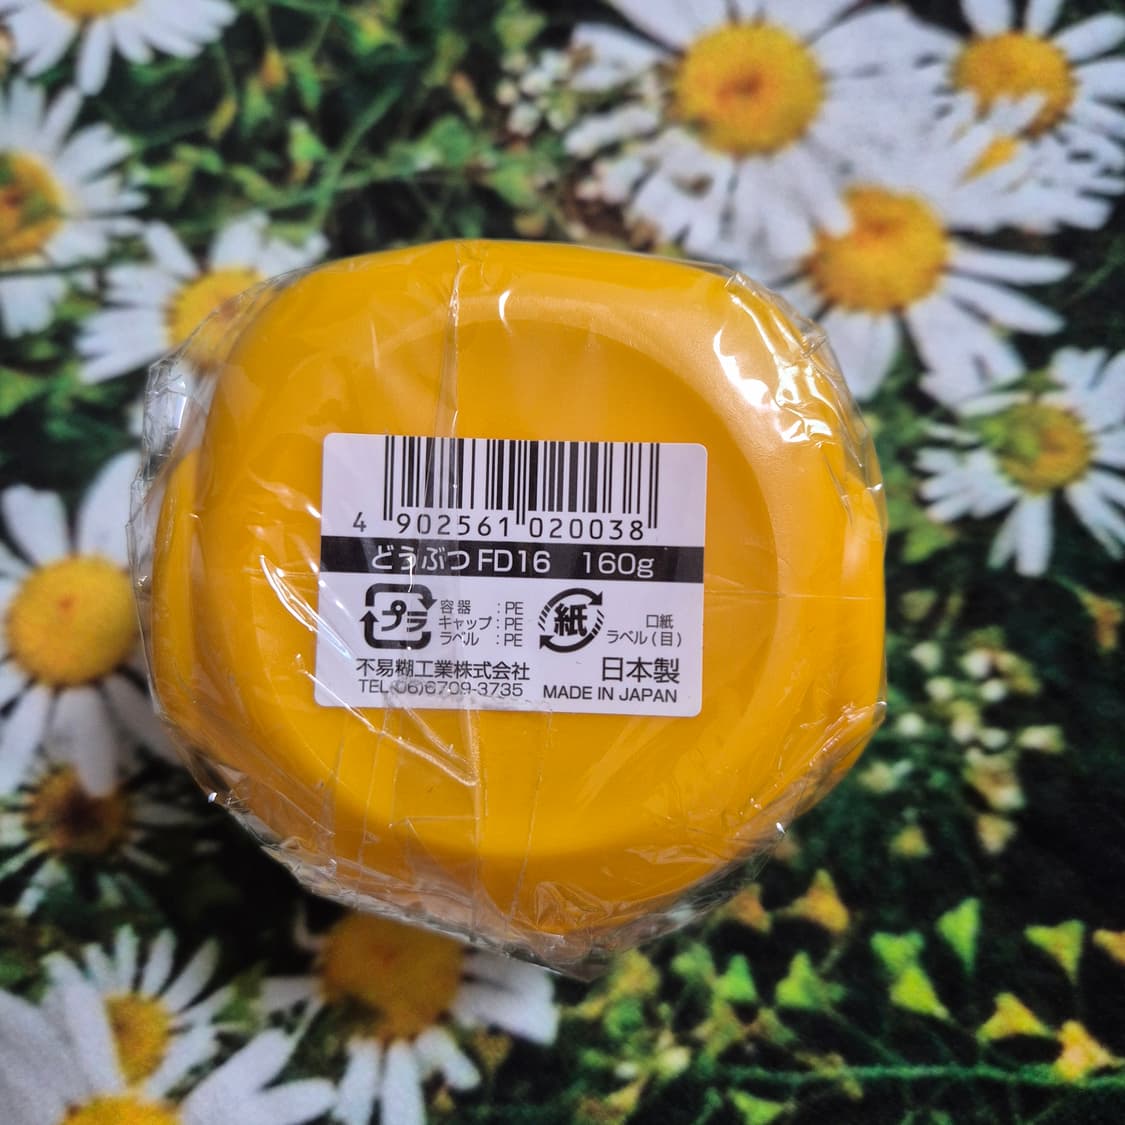 4 902561 020038
どうぶつ FD16 160g
プラ
容器 : PE
キャップ : PE
ラベル : PE
紙
口紙
ラベル(目)
不易糊工業株式会社
TEL 06)6709-3735
日本製
MADE IN JAPAN